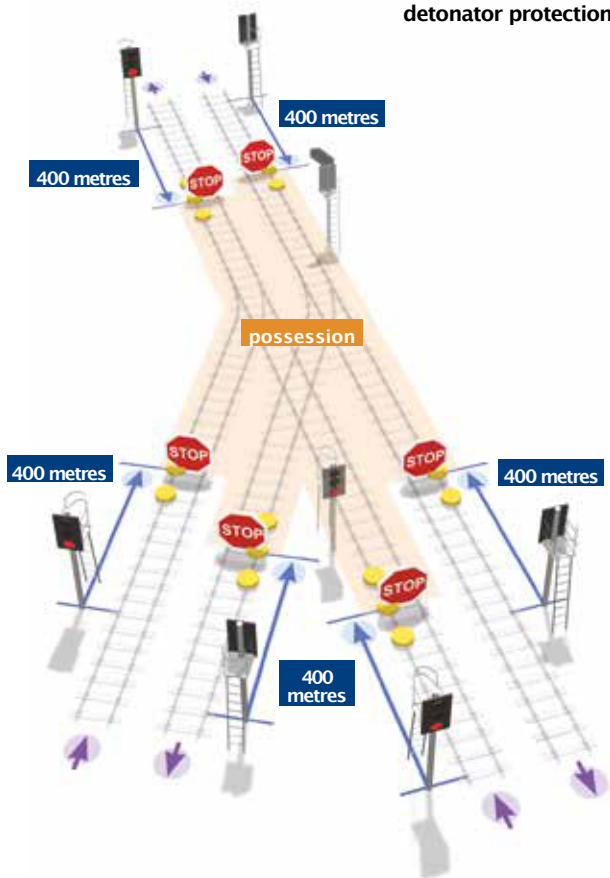 detonator protection
400 metres
400 metres
STOP
STOP
possession
STOP
STOP
400 metres
400 metres
STOP
STOP
400
metres